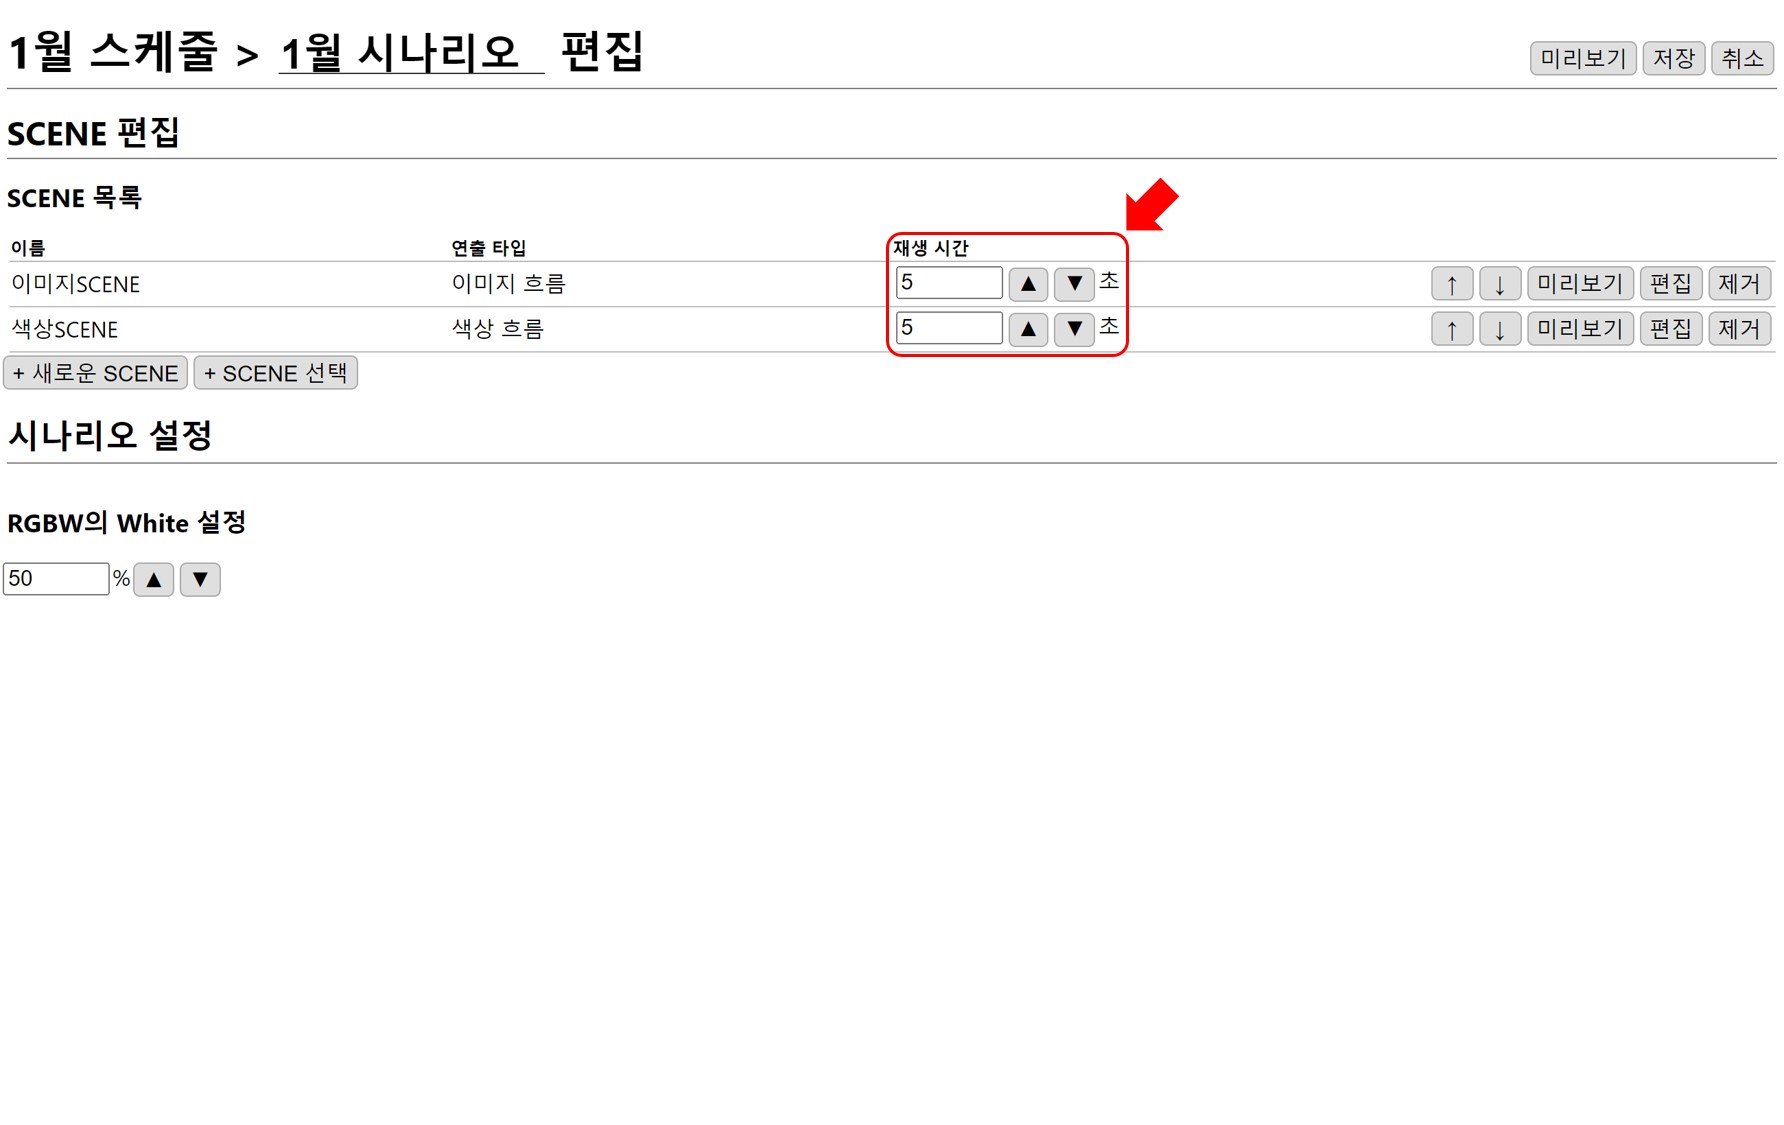 1월 스케줄 > 1월 시나리오 편집
미리보기 저장 취소
SCENE 편집
SCENE 목록
이름 연출 타입 재생 시간
이미지SCENE 이미지 흐름 5 ▲ ▼ 초 ↑ ↓ 미리보기 편집 제거
색상SCENE 색상 흐름 5 ▲ ▼ 초 ↑ ↓ 미리보기 편집 제거
+ 새로운 SCENE + SCENE 선택
시나리오 설정
RGBW의 White 설정
50 % ▲ ▼